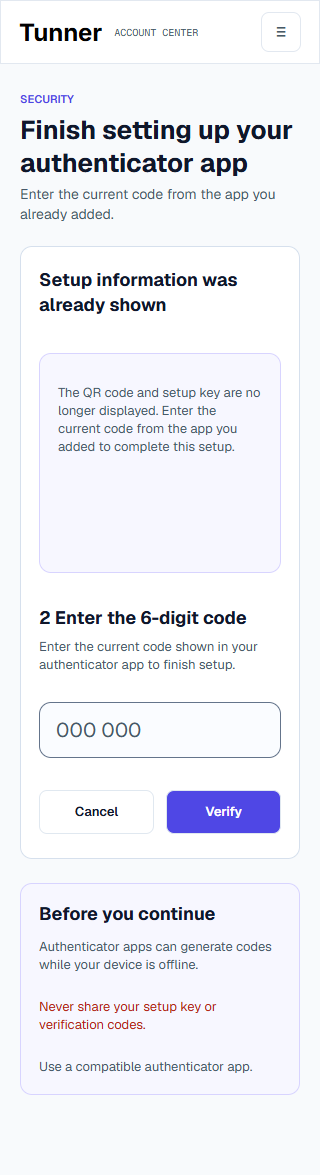 Tunner ACCOUNT CENTER
SECURITY
Finish setting up your
authenticator app
Enter the current code from the app you
already added.
Setup information was
already shown
The QR code and setup key are no
longer displayed. Enter the
current code from the app you
added to complete this setup.
2 Enter the 6-digit code
Enter the current code shown in your
authenticator app to finish setup.
000 000
Cancel Verify
Before you continue
Authenticator apps can generate codes
while your device is offline.
Never share your setup key or
verification codes.
Use a compatible authenticator app.